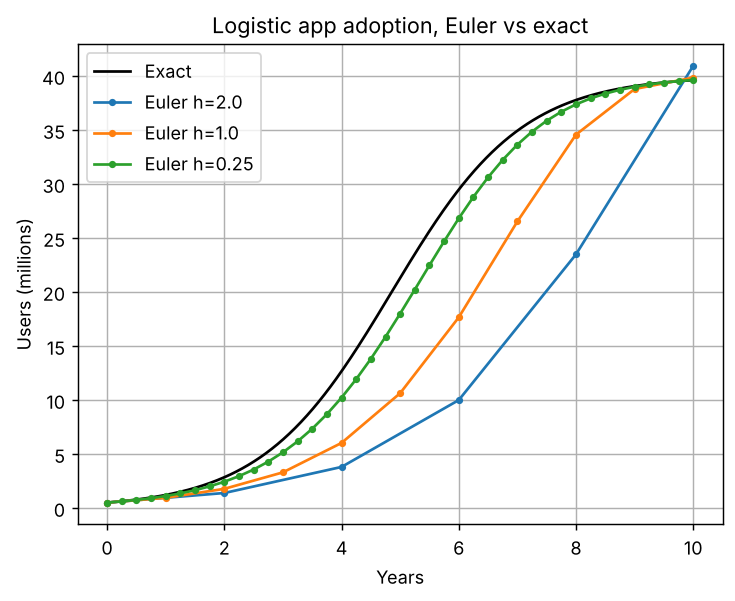 Logistic app adoption, Euler vs exact
Exact
Euler h=2.0
Euler h=1.0
Euler h=0.25
Users (millions)
40
35
30
25
20
15
10
5
0
0 2 4 6 8 10
Years